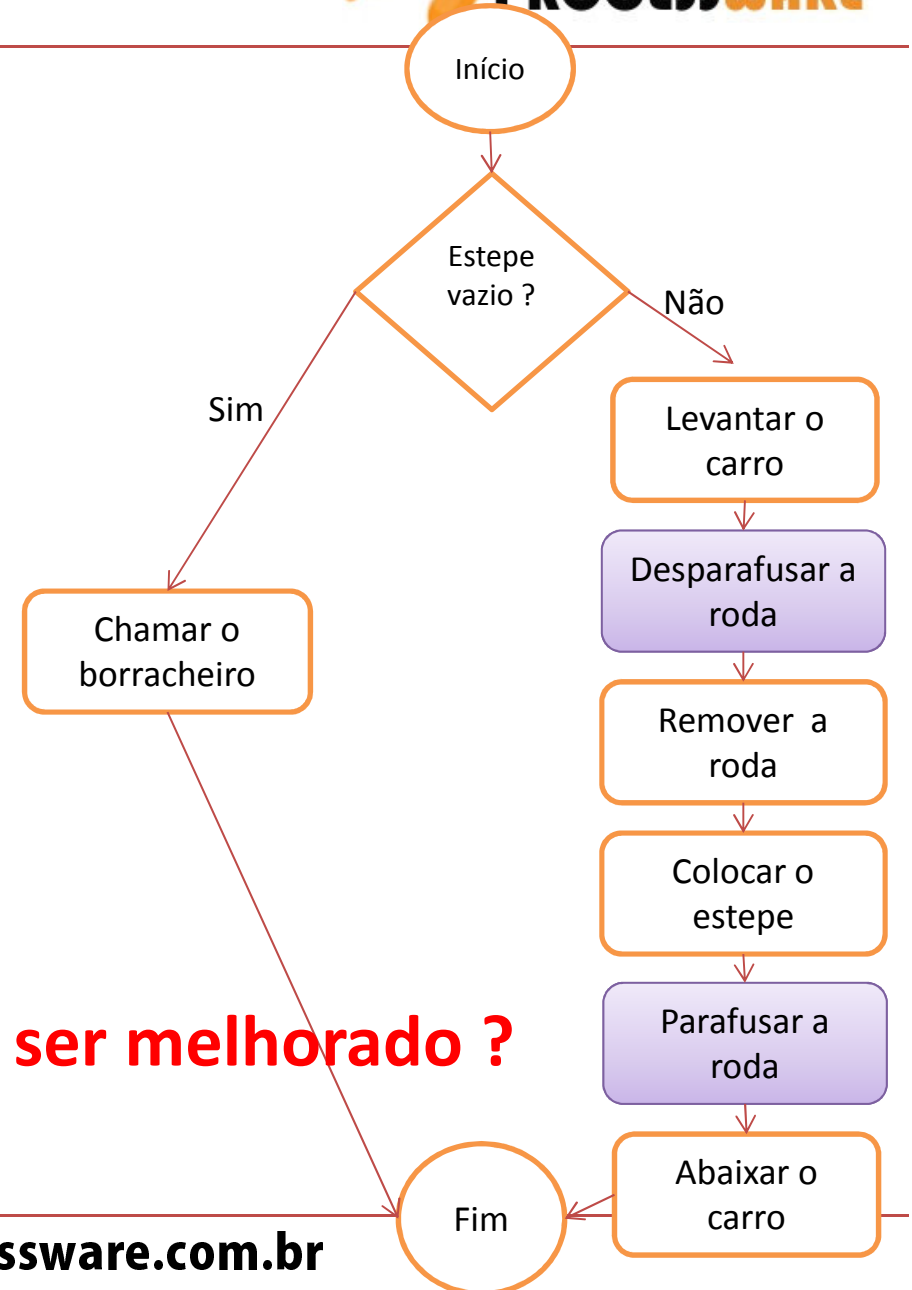 Início
Estepe
vazio ?
Não
Sim
Levantar o
carro
Desparafusar a
roda
Chamar o
borracheiro
Remover a
roda
Colocar o
estepe
ser melhorado ?
Parafusar a
roda
Abaixar o
carro
Fim
ssware.com.br